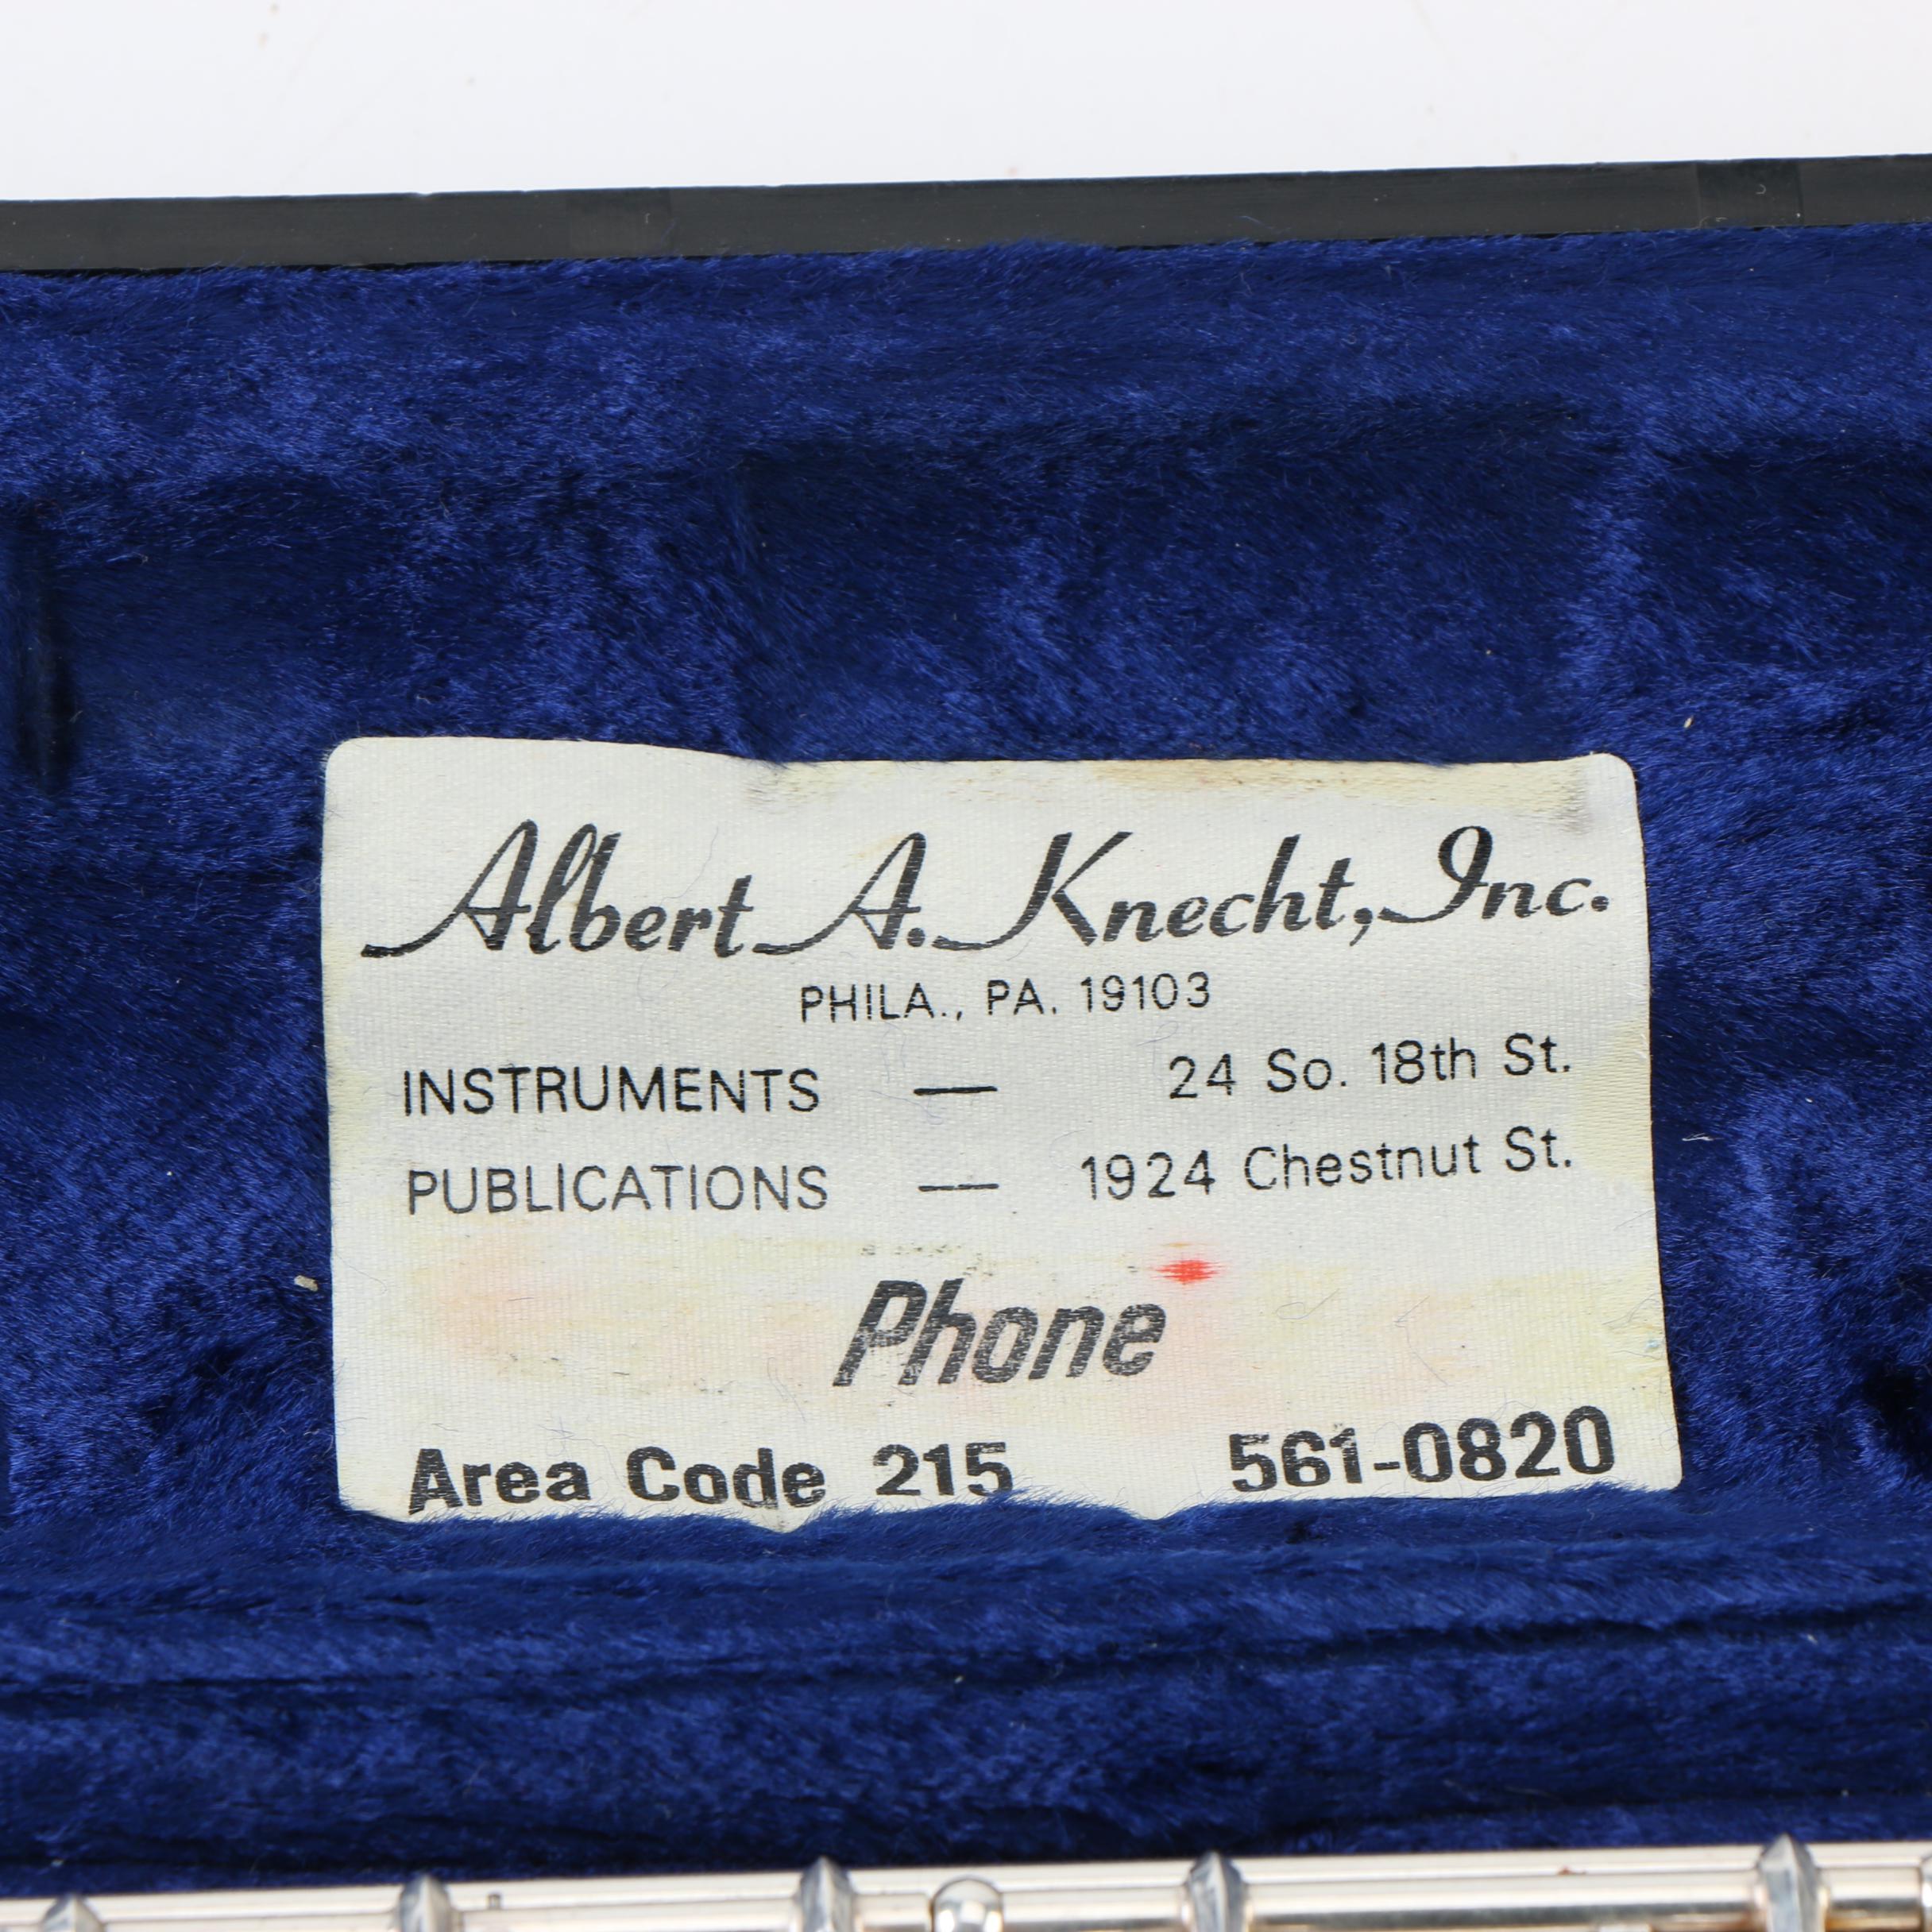 Albert A. Knecht, Inc.
PHILA., PA. 19103
INSTRUMENTS — 24 So. 18th St.
PUBLICATIONS — 1924 Chestnut St.
Phone
Area Code 215 561-0820